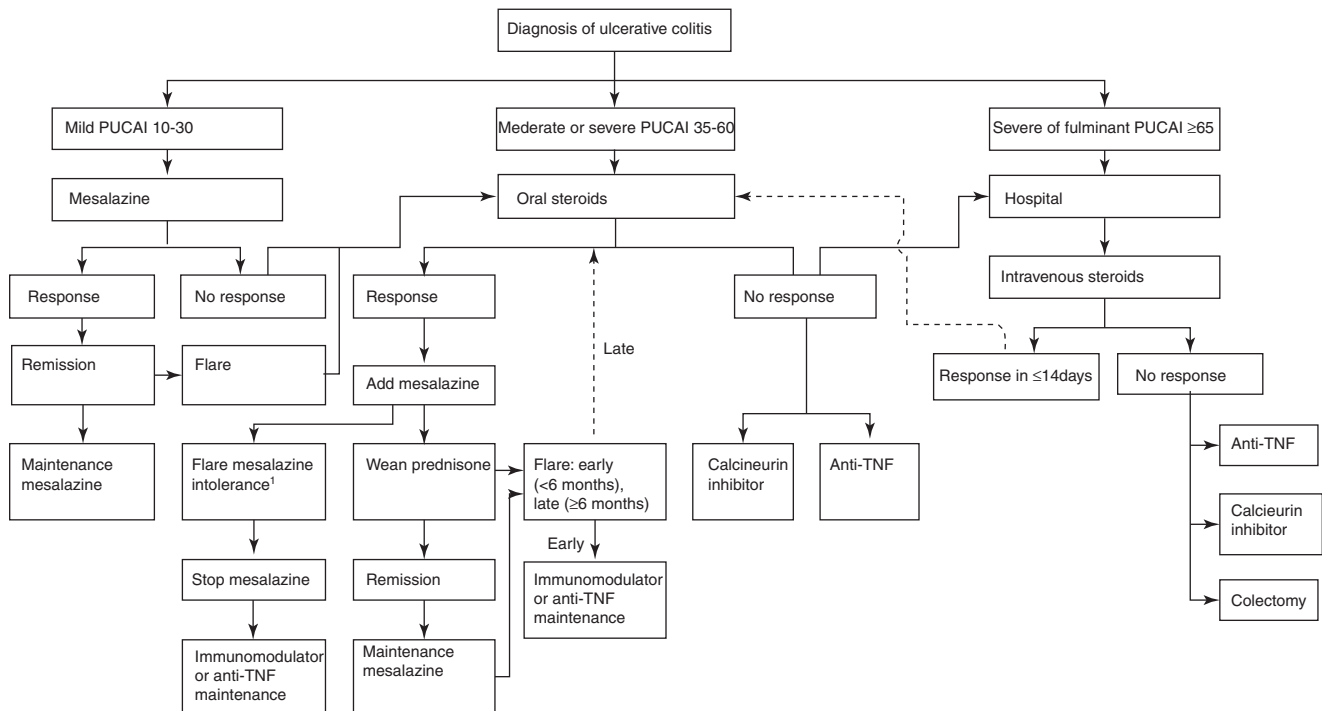 Diagnosis of ulcerative colitis
Mild PUCAI 10-30
Mederate or severe PUCAI 35-60
Severe of fulminant PUCAI ≥65
Mesalazine
Oral steroids
Hospital
Response
No response
Response
No response
Intravenous steroids
Remission
Flare
Late
Add mesalazine
Response in ≤14days
No response
Maintenance
mesalazine
Flare mesalazine
intolerance¹
Wean prednisone
Flare: early
(<6 months),
late (≥6 months)
Calcineurin
inhibitor
Anti-TNF
Anti-TNF
Calcieurin
inhibitor
Early
Stop mesalazine
Remission
Immunomodulator
or anti-TNF
maintenance
Colectomy
Immunomodulator
or anti-TNF
maintenance
Maintenance
mesalazine